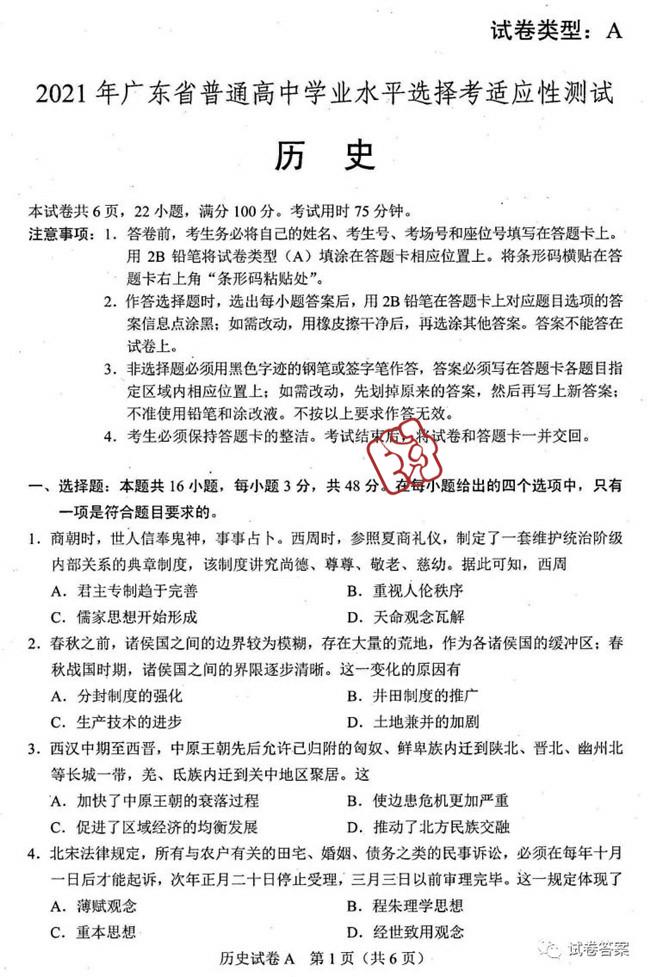 试卷类型：A
2021年广东省普通高中学业水平选择考适应性测试
历 史
本试卷共6页，22小题，满分100分。考试用时75分钟。
注意事项：1．答卷前，考生务必将自己的姓名、考生号、考场号和座位号填写在答题卡上。
用 2B 铅笔将试卷类型（A）填涂在答题卡相应位置上。将条形码横贴在答
题卡右上角“条形码粘贴处”。
2．作答选择题时，选出每小题答案后，用2B铅笔在答题卡上对应题目选项的答
案信息点涂黑；如需改动，用橡皮擦干净后，再选涂其他答案。答案不能答在
试卷上。
3．非选择题必须用黑色字迹的钢笔或签字笔作答，答案必须写在答题卡各题目指
定区域内相应位置上；如需改动，先划掉原来的答案，然后再写上新答案；
不准使用铅笔和涂改液。不按以上要求作答无效。
4．考生必须保持答题卡的整洁。考试结束后，将试卷和答题卡一并交回。
一、选择题：本题共16小题，每小题3分，共48分。在每小题给出的四个选项中，只有
一项是符合题目要求的。
1．商朝时，世人信奉鬼神，事事占卜。西周时，参照夏商礼仪，制定了一套维护统治阶级
内部关系的典章制度，该制度讲究尚德、尊尊、敬老、慈幼。据此可知，西周
A．君主专制趋于完善 B．重视人伦秩序
C．儒家思想开始形成 D．天命观念瓦解
2．春秋之前，诸侯国之间的边界较为模糊，存在大量的荒地，作为各诸侯国的缓冲区；春
秋战国时期，诸侯国之间的界限逐步清晰。这一变化的原因有
A．分封制度的强化 B．井田制度的推广
C．生产技术的进步 D．土地兼并的加剧
3．西汉中期至西晋，中原王朝先后允许已归附的匈奴、鲜卑族内迁到陕北、晋北、幽州北
等长城一带，羌、氐族内迁到关中地区聚居。这
A．加快了中原王朝的衰落过程 B．使边患危机更加严重
C．促进了区域经济的均衡发展 D．推动了北方民族交融
4．北宋法律规定，所有与农户有关的田宅、婚姻、债务之类的民事诉讼，必须在每年十月
一日后才能起诉，次年正月二十日停止受理，三月三日以前审理完毕。这一规定体现了
A．薄赋观念 B．程朱理学思想
C．重本思想 D．经世致用观念
历史试卷A 第1页（共6页）
试卷答案